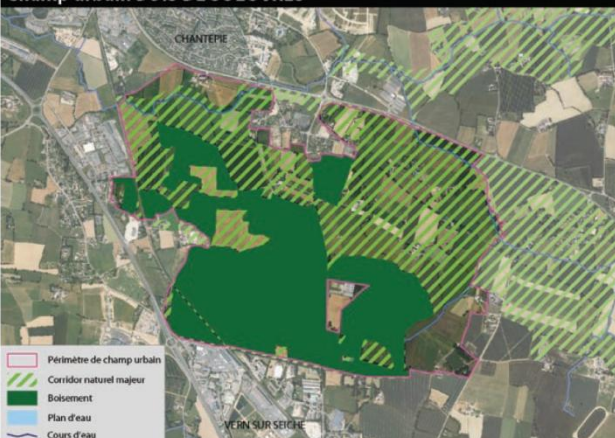 CHANTEPIE
Périmètre de champ urbain
Corridor naturel majeur
Boisement
Plan d'eau
Cours d'eau
VERN SUR SEICHE